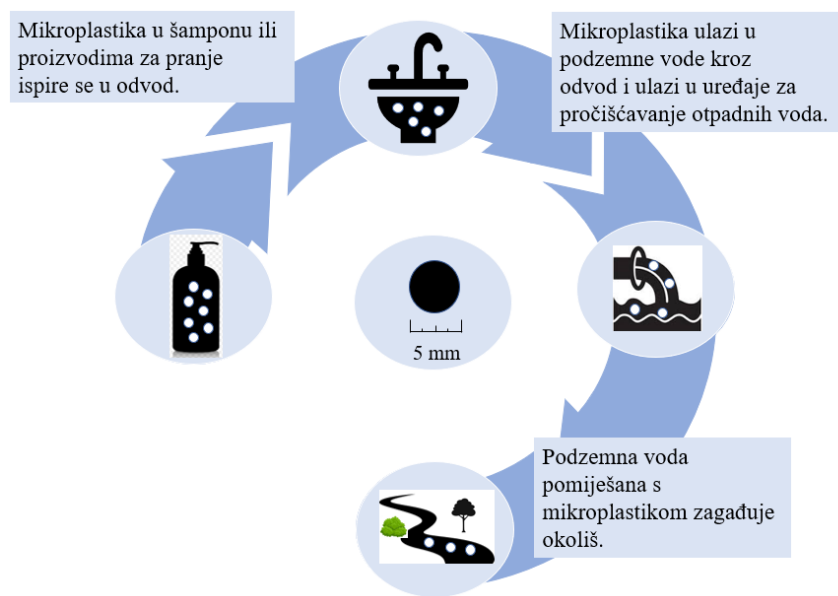 Mikroplastika u šamponu ili
proizvodima za pranje
ispire se u odvod.
Mikroplastika ulazi u
podzemne vode kroz
odvod i ulazi u uređaje za
pročišćavanje otpadnih voda.
5 mm
Podzemna voda
pomiješana s
mikroplastikom zagađuje
okoliš.